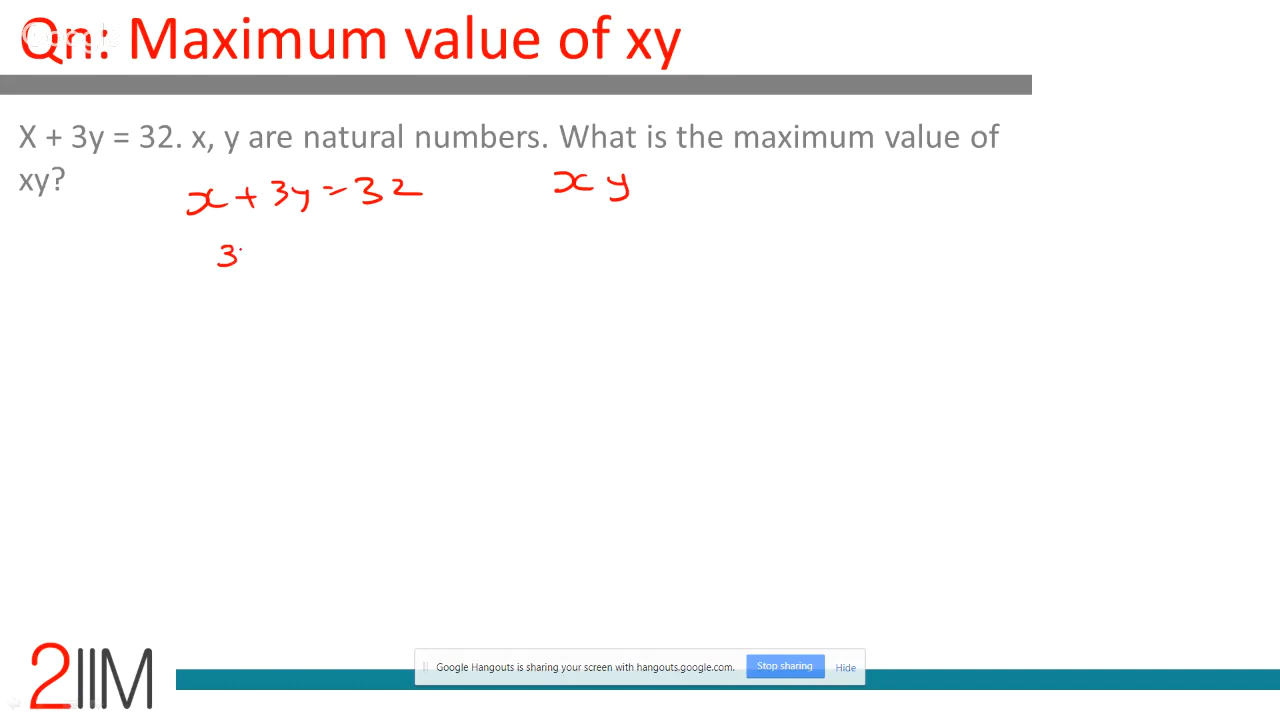 Qn: Maximum value of xy
Google
X + 3y = 32. x, y are natural numbers. What is the maximum value of
xy?
x + 3y = 32
xy
3
2IIM
Google Hangouts is sharing your screen with hangouts.google.com.
Stop sharing
Hide